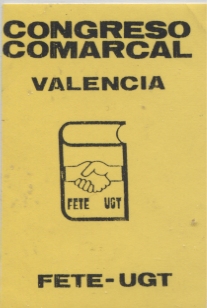 CONGRESO
COMARCAL
VALENCIA
FETE UGT
FETE-UGT